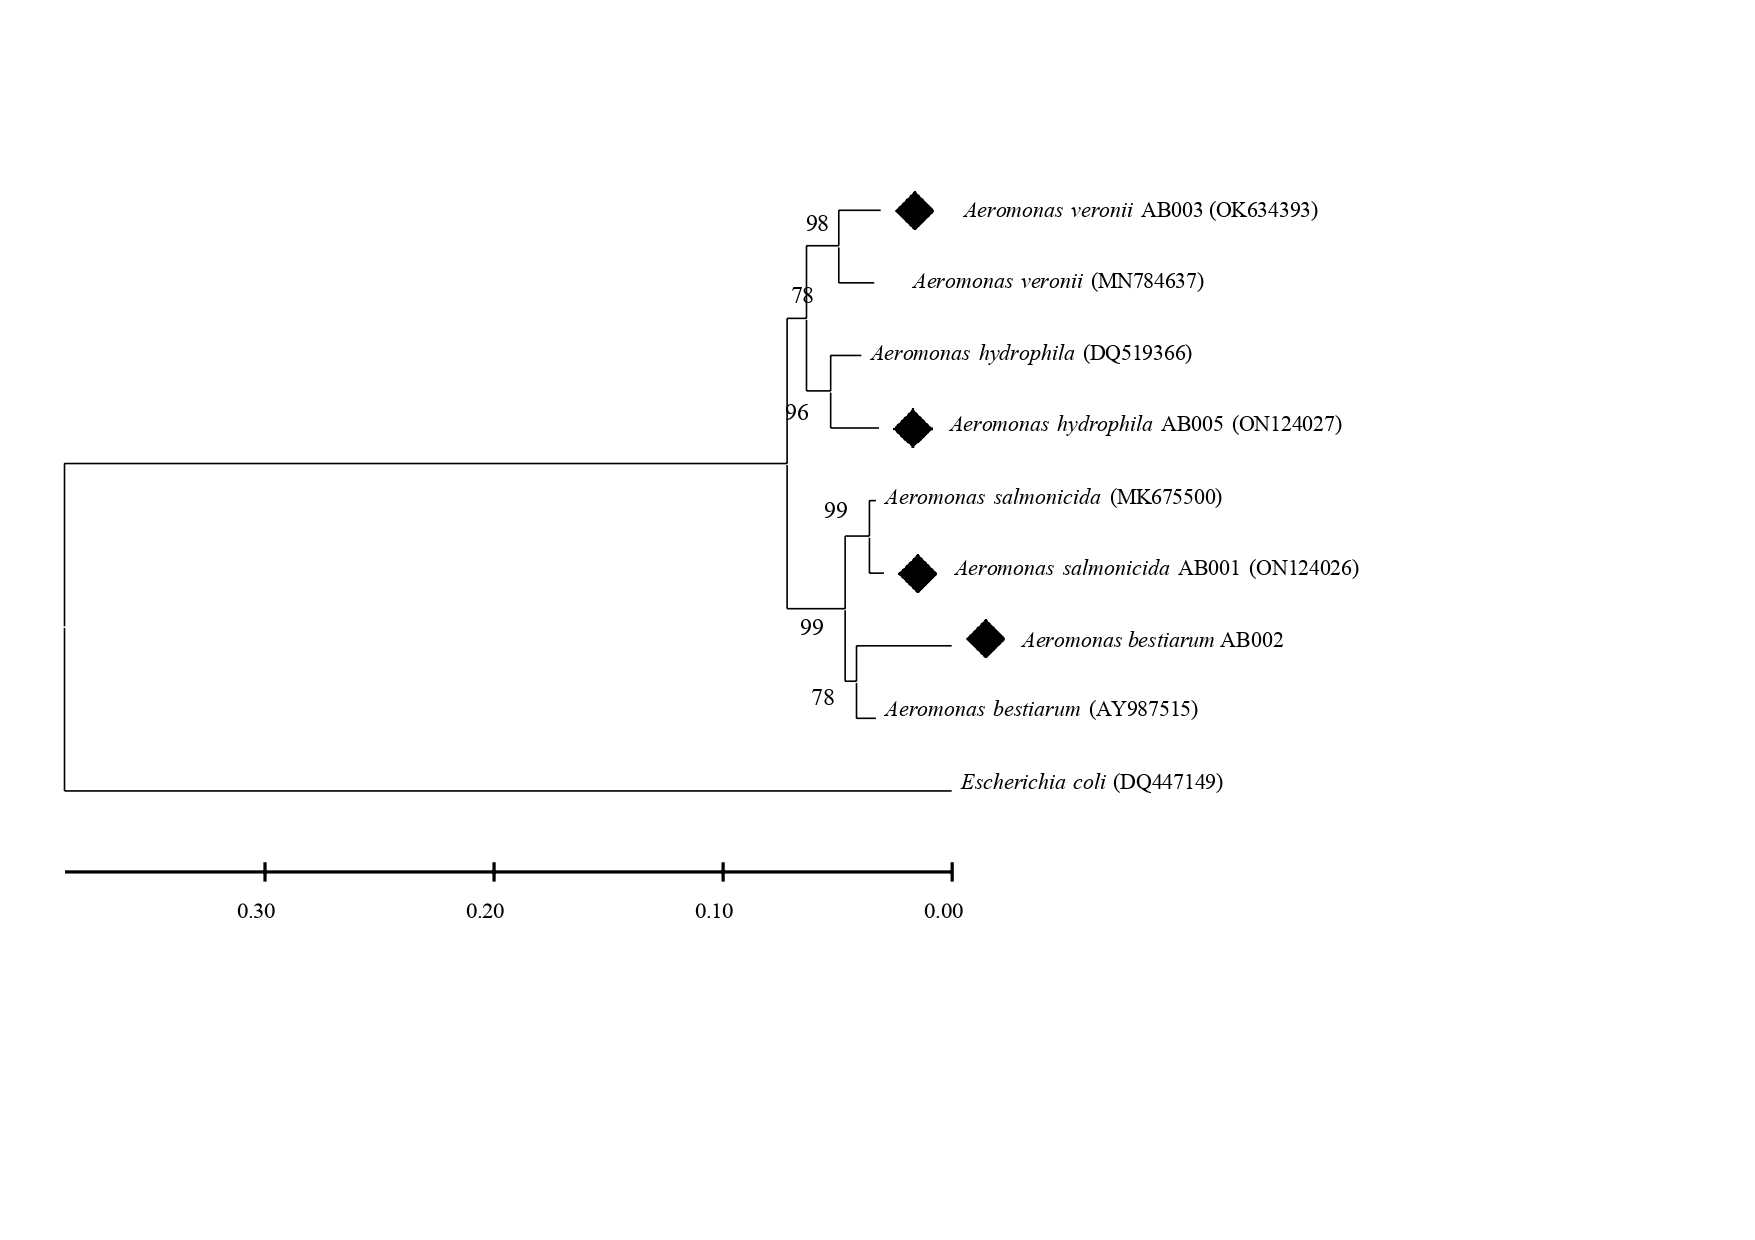 98
Aeromonas veronii AB003 (OK634393)
Aeromonas veronii (MN784637)
78
Aeromonas hydrophila (DQ519366)
96
Aeromonas hydrophila AB005 (ON124027)
Aeromonas salmonicida (MK675500)
99
Aeromonas salmonicida AB001 (ON124026)
99
Aeromonas bestiarum AB002
78
Aeromonas bestiarum (AY987515)
Escherichia coli (DQ447149)
0.30 0.20 0.10 0.00